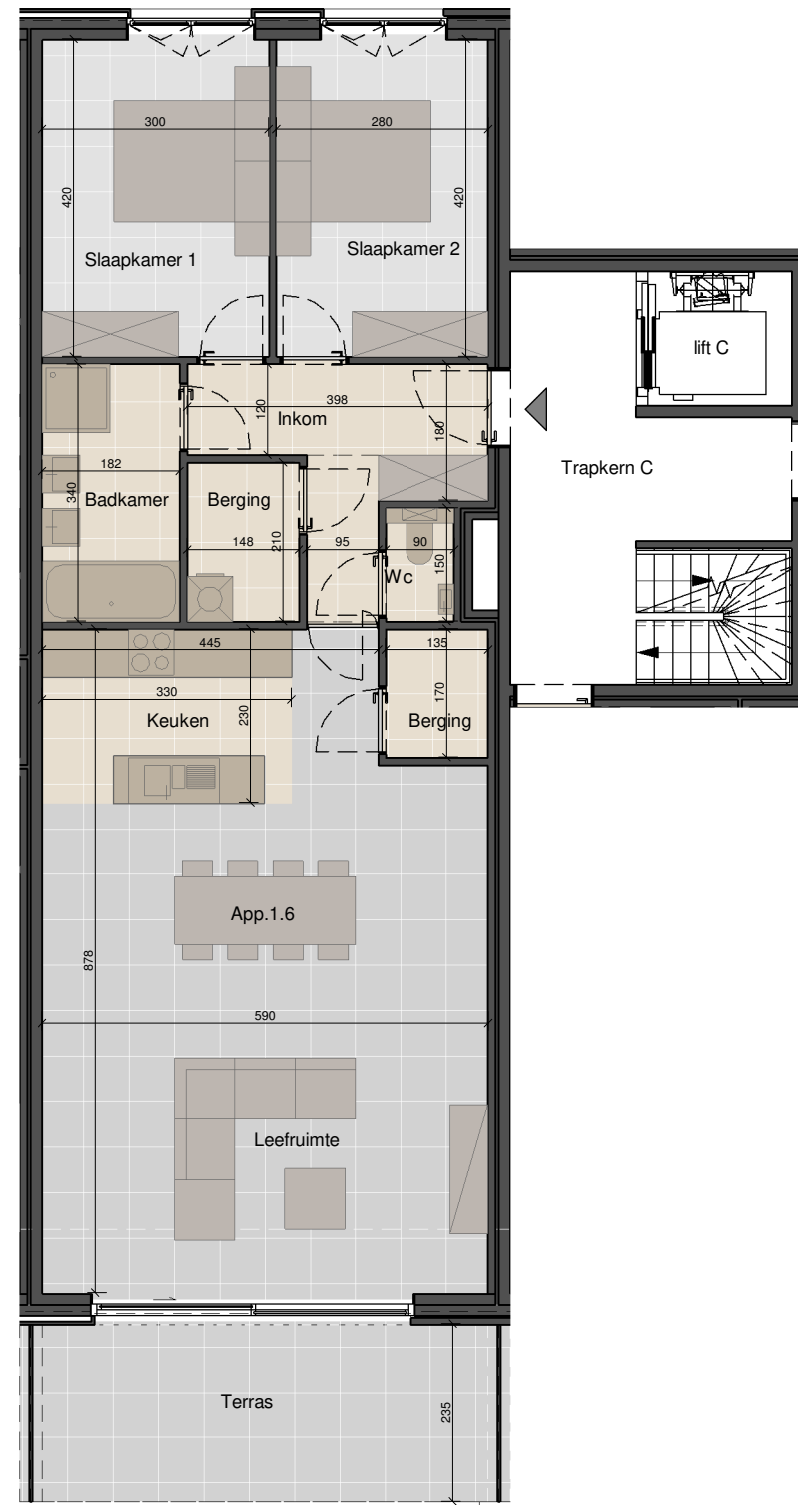 300
280
420
420
Slaapkamer 1
Slaapkamer 2
lift C
398
120
Inkom
180
Trapkern C
182
340
Badkamer
Berging
148
210
95
90
150
Wc
445
135
330
170
230
Keuken
Berging
App.1.6
878
590
Leefruimte
Terras
235